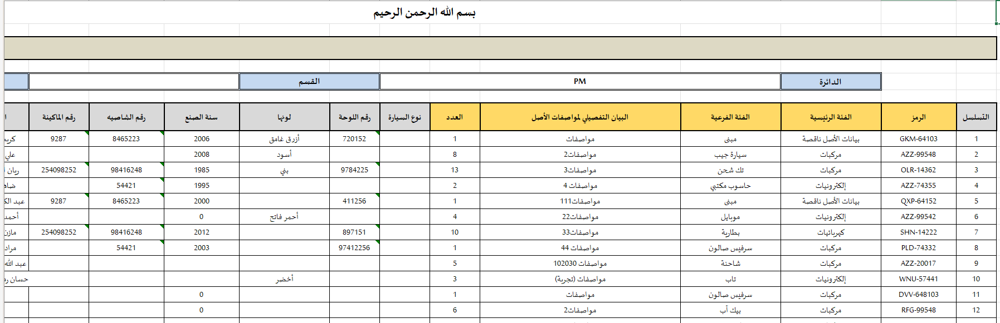 بسم الله الرحمن الرحيم
الدائرة PM القسم
التسلسل الرمز الفئة الرئيسية الفئة الفرعية البيان التفصيلي لمواصفات الأصل العدد نوع السيارة رقم اللوحة لونها سنة الصنع رقم الشاصيه رقم الماكينة
1 GKM-64103 بيانات الأصل ناقصة مبنى مواصفات 1 720152 أزرق غامق 2006 8465223 9287
2 AZZ-99548 مركبات سيارة جيب مواصفات2 8 أسود 2008 علي
3 OLR-14362 مركبات تك شحن مواصفات3 13 9784225 بني 1985 98416248 254098252 ريان
4 AZZ-74355 إلكترونيات حاسوب مكتبي مواصفات 4 2 1995 54421
5 QXP-64152 بيانات الأصل ناقصة مبنى مواصفات111 1 411256 2000 8465223 9287 عبد
6 AZZ-99542 إلكترونيات موبايل مواصفات22 4 أحمر فاتح 0 أحمد
7 SHN-14222 كهربائيات بطارية مواصفات33 10 897151 2012 98416248 254098252 مازن
8 PLD-74332 مركبات سرفيس صالون مواصفات 44 1 97412256 2003 54421 مراد
9 AZZ-20017 مركبات شاحنة مواصفات 102030 5 عبد الله
10 WNU-57441 إلكترونيات تاب مواصفات (تجربة) 3 أخضر حسان
11 DVV-648103 مركبات سرفيس صالون مواصفات 1 0
12 RFG-99548 مركبات بيك آب مواصفات2 6 0